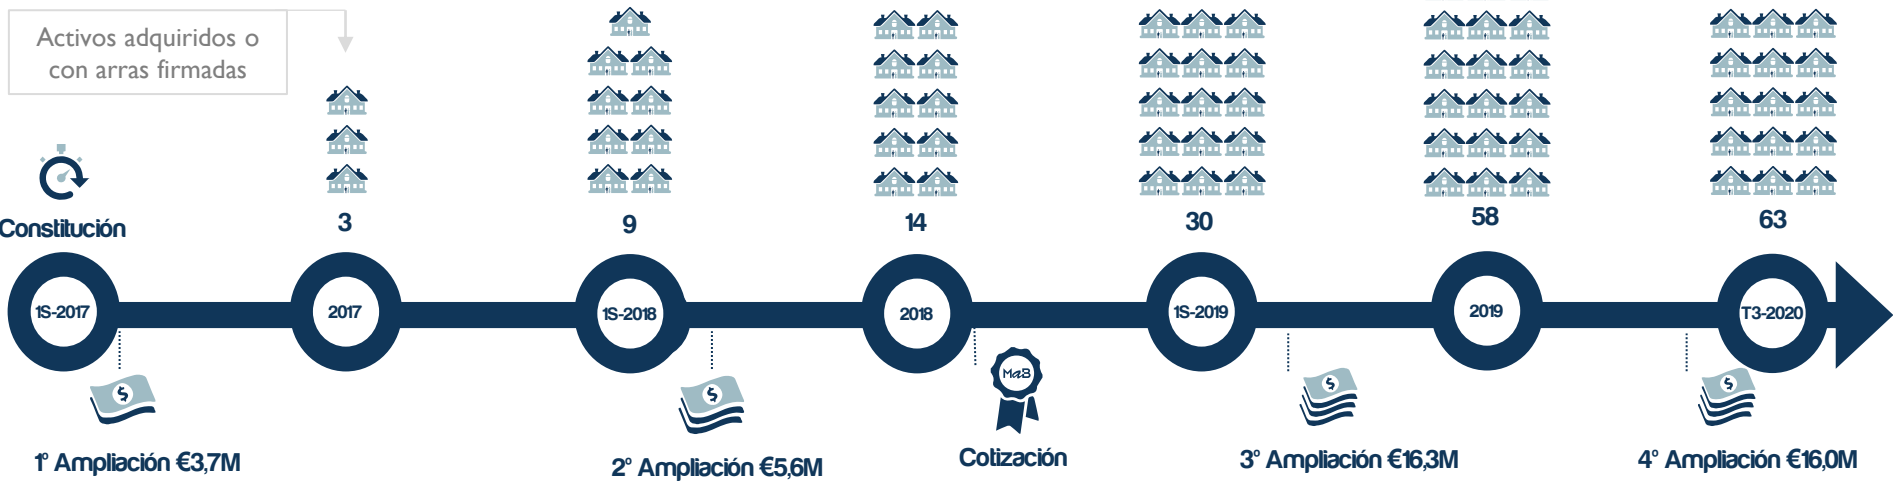 Activos adquiridos o
con arras firmadas
Constitución
3
9
14
30
58
63
1S-2017
2017
1S-2018
2018
1S-2019
2019
T3-2020
$
$
MaB
$
$
1º Ampliación €3,7M
2º Ampliación €5,6M
Cotización
3º Ampliación €16,3M
4º Ampliación €16,0M